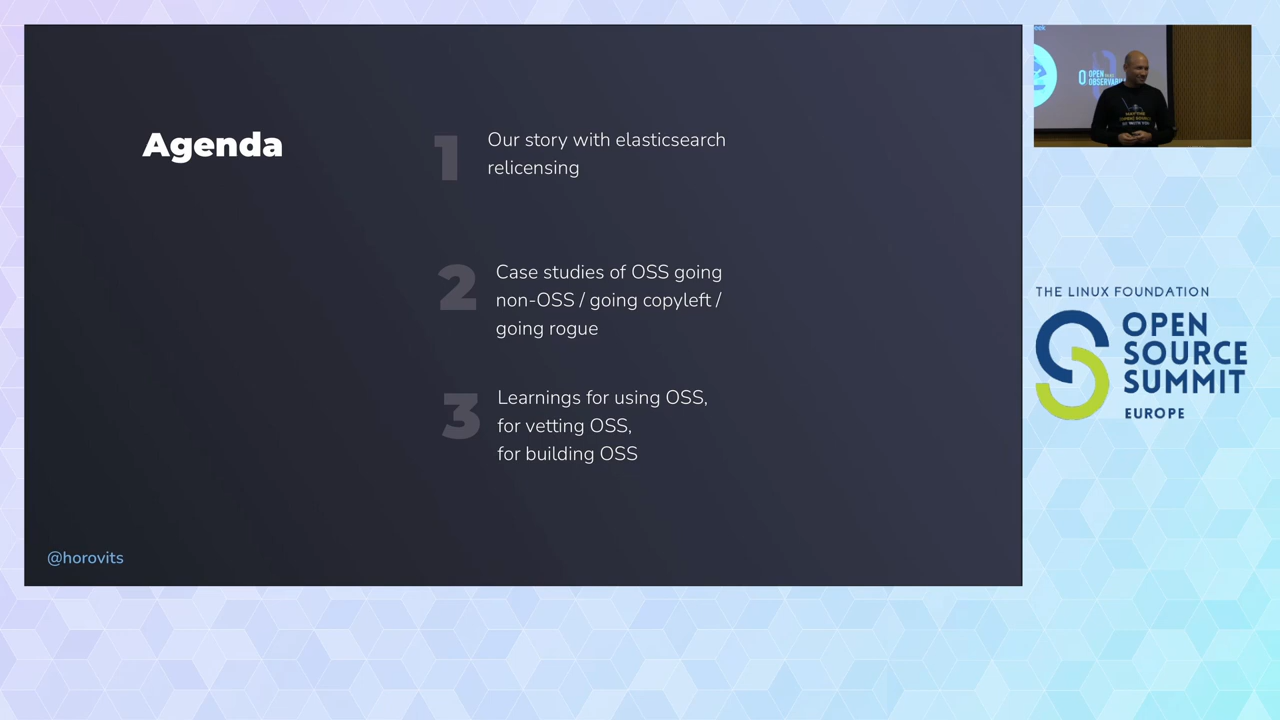 Agenda
1
Our story with elasticsearch
relicensing
2
Case studies of OSS going
non-OSS / going copyleft /
going rogue
3
Learnings for using OSS,
for vetting OSS,
for building OSS
@horovits
OPEN
THE LINUX FOUNDATION
OPEN
SOURCE
SUMMIT
EUROPE